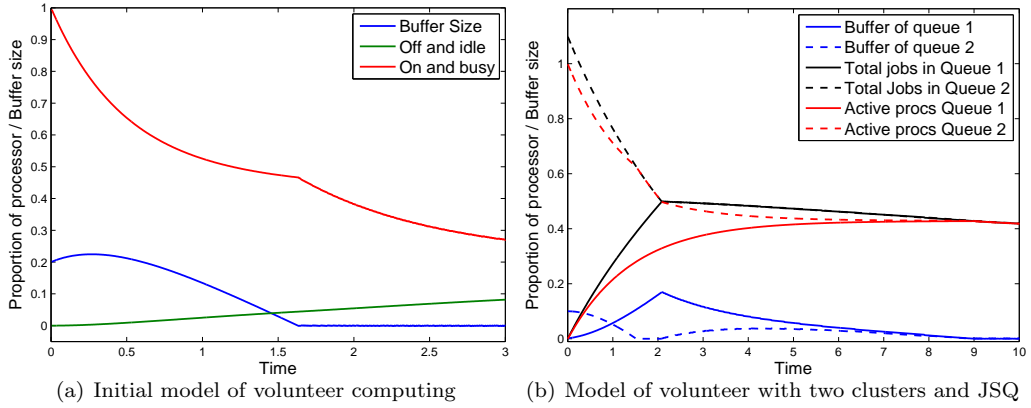 Proportion of processor / Buffer size
1
0.9
0.8
0.7
0.6
0.5
0.4
0.3
0.2
0.1
0
0
0.5
1
1.5
2
2.5
3
Time
Buffer Size
Off and idle
On and busy
(a) Initial model of volunteer computing
Proportion of processor / Buffer size
1
0.8
0.6
0.4
0.2
0
0
1
2
3
4
5
6
7
8
9
10
Time
Buffer of queue 1
Buffer of queue 2
Total jobs in Queue 1
Total Jobs in Queue 2
Active procs Queue 1
Active procs Queue 2
(b) Model of volunteer with two clusters and JSQ